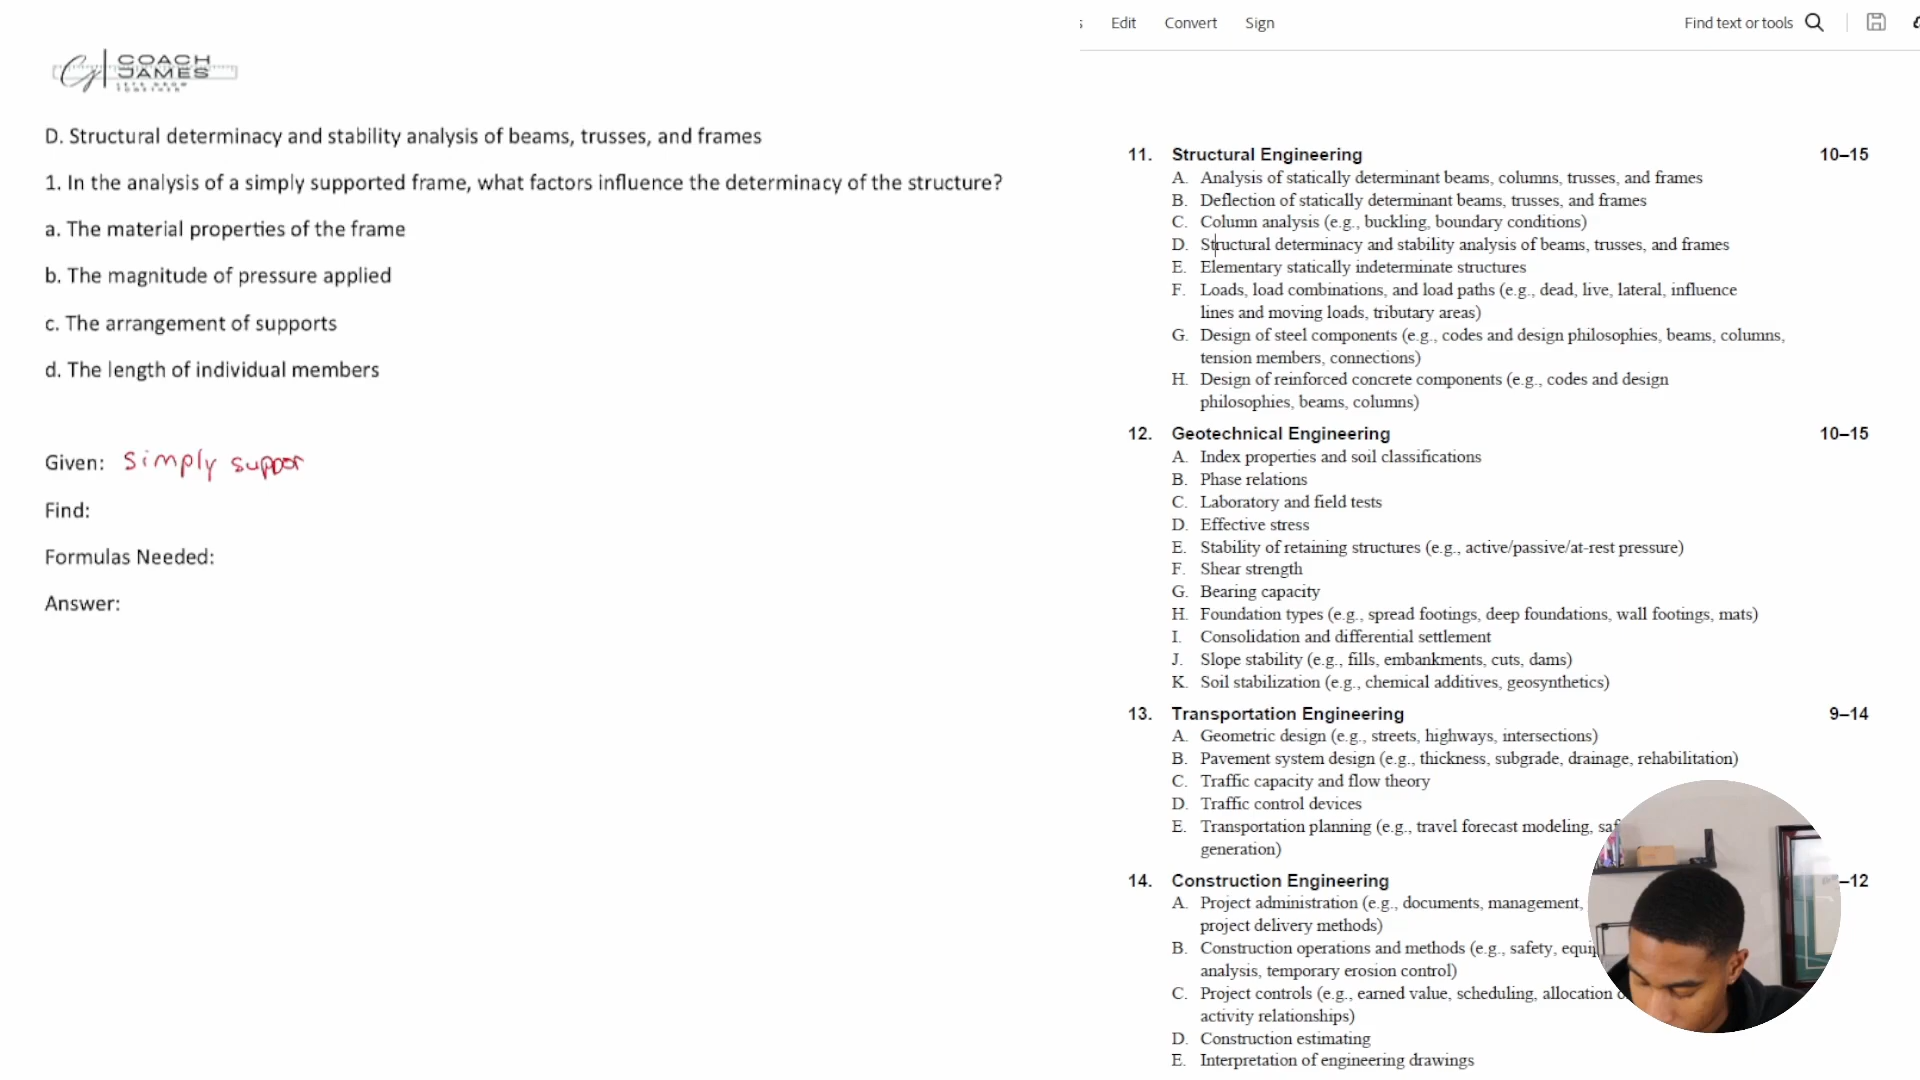 COACH
JAMES
D. Structural determinacy and stability analysis of beams, trusses, and frames
1. In the analysis of a simply supported frame, what factors influence the determinacy of the structure?
a. The material properties of the frame
b. The magnitude of pressure applied
c. The arrangement of supports
d. The length of individual members
Given: simply suppor
Find:
Formulas Needed:
Answer:
Edit Convert Sign
Find text or tools
11. Structural Engineering 10–15
A. Analysis of statically determinant beams, columns, trusses, and frames
B. Deflection of statically determinant beams, trusses, and frames
C. Column analysis (e.g., buckling, boundary conditions)
D. Structural determinacy and stability analysis of beams, trusses, and frames
E. Elementary statically indeterminate structures
F. Loads, load combinations, and load paths (e.g., dead, live, lateral, influence
lines and moving loads, tributary areas)
G. Design of steel components (e.g., codes and design philosophies, beams, columns,
tension members, connections)
H. Design of reinforced concrete components (e.g., codes and design
philosophies, beams, columns)
12. Geotechnical Engineering 10–15
A. Index properties and soil classifications
B. Phase relations
C. Laboratory and field tests
D. Effective stress
E. Stability of retaining structures (e.g., active/passive/at-rest pressure)
F. Shear strength
G. Bearing capacity
H. Foundation types (e.g., spread footings, deep foundations, wall footings, mats)
I. Consolidation and differential settlement
J. Slope stability (e.g., fills, embankments, cuts, dams)
K. Soil stabilization (e.g., chemical additives, geosynthetics)
13. Transportation Engineering 9–14
A. Geometric design (e.g., streets, highways, intersections)
B. Pavement system design (e.g., thickness, subgrade, drainage, rehabilitation)
C. Traffic capacity and flow theory
D. Traffic control devices
E. Transportation planning (e.g., travel forecast modeling,
generation)
14. Construction Engineering –12
A. Project administration (e.g., documents, management,
project delivery methods)
B. Construction operations and methods (e.g., safety,
analysis, temporary erosion control)
C. Project controls (e.g., earned value, scheduling, allocation
activity relationships)
D. Construction estimating
E. Interpretation of engineering drawings